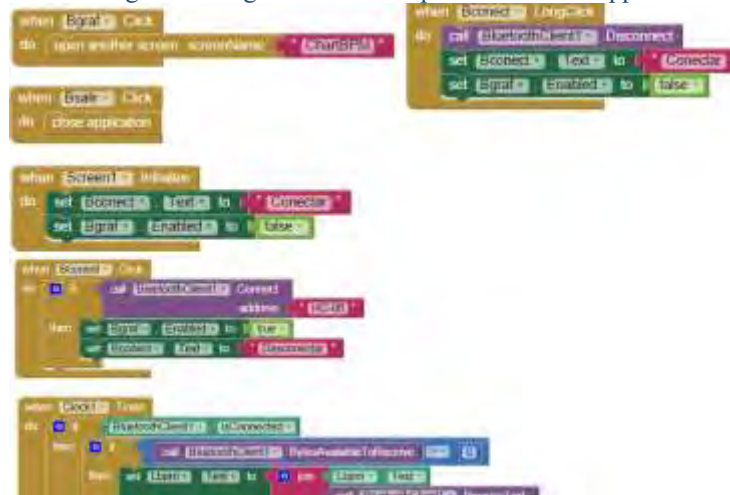 when Bgraf Click
do open another screen screenName "ChartBPM"
when Bsalir Click
do close application
when Bconect LongClick
do call BluetoothClient1 Disconnect
set Bconect Text to "Conectar"
set Bgraf Enabled to false
when Screen1 Initialize
do set Bconect Text to "Conectar"
set Bgraf Enabled to false
when Bconect Click
do if call BluetoothClient1 Connect
address
then set Bgraf Enabled to true
set Bconect Text to "Desconectar"
when Clock1 Timer
do if BluetoothClient1 IsConnected
then if call BluetoothClient1 BytesAvailableToReceive 0
then set Text to join Text